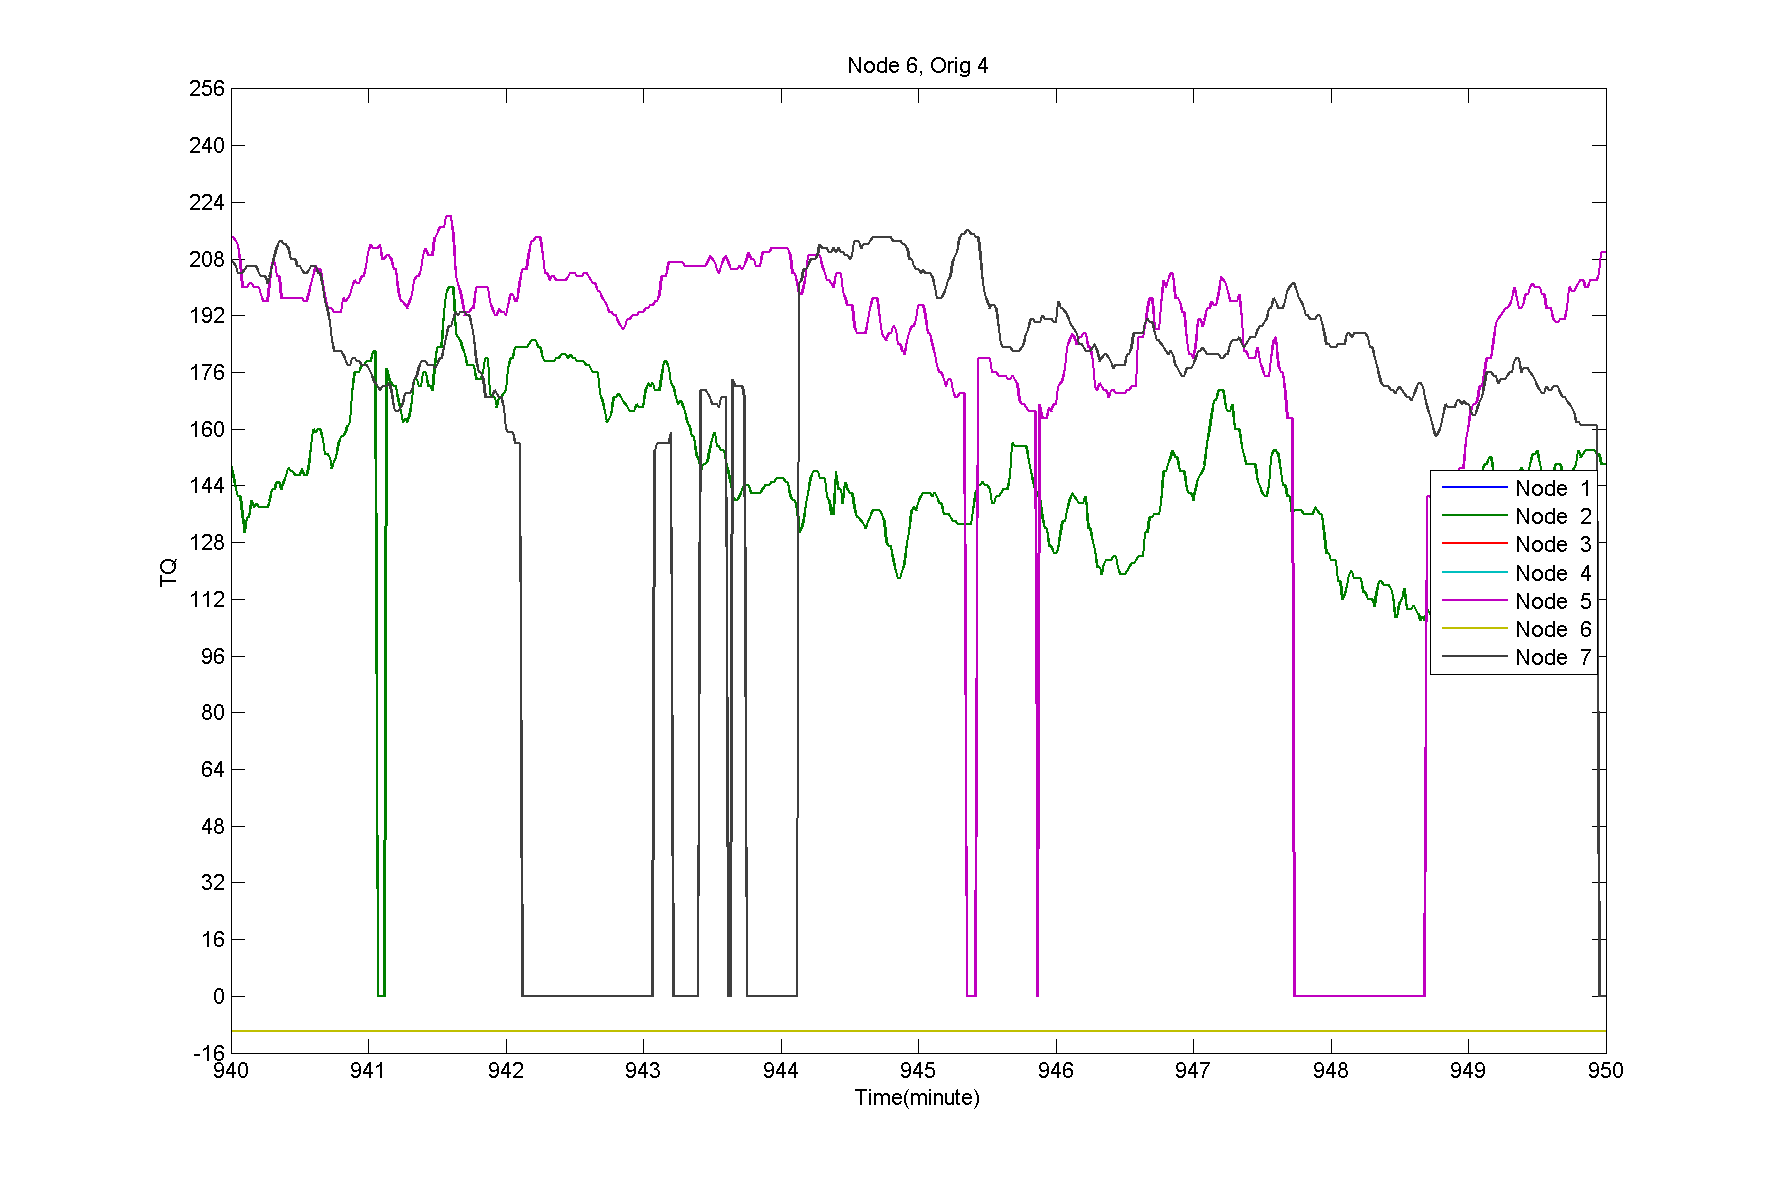 Node 6, Orig 4
256
240
224
208
192
176
160
144
128
112
96
80
64
48
32
16
0
-16
TQ
Node 1
Node 2
Node 3
Node 4
Node 5
Node 6
Node 7
940 941 942 943 944 945 946 947 948 949 950
Time(minute)